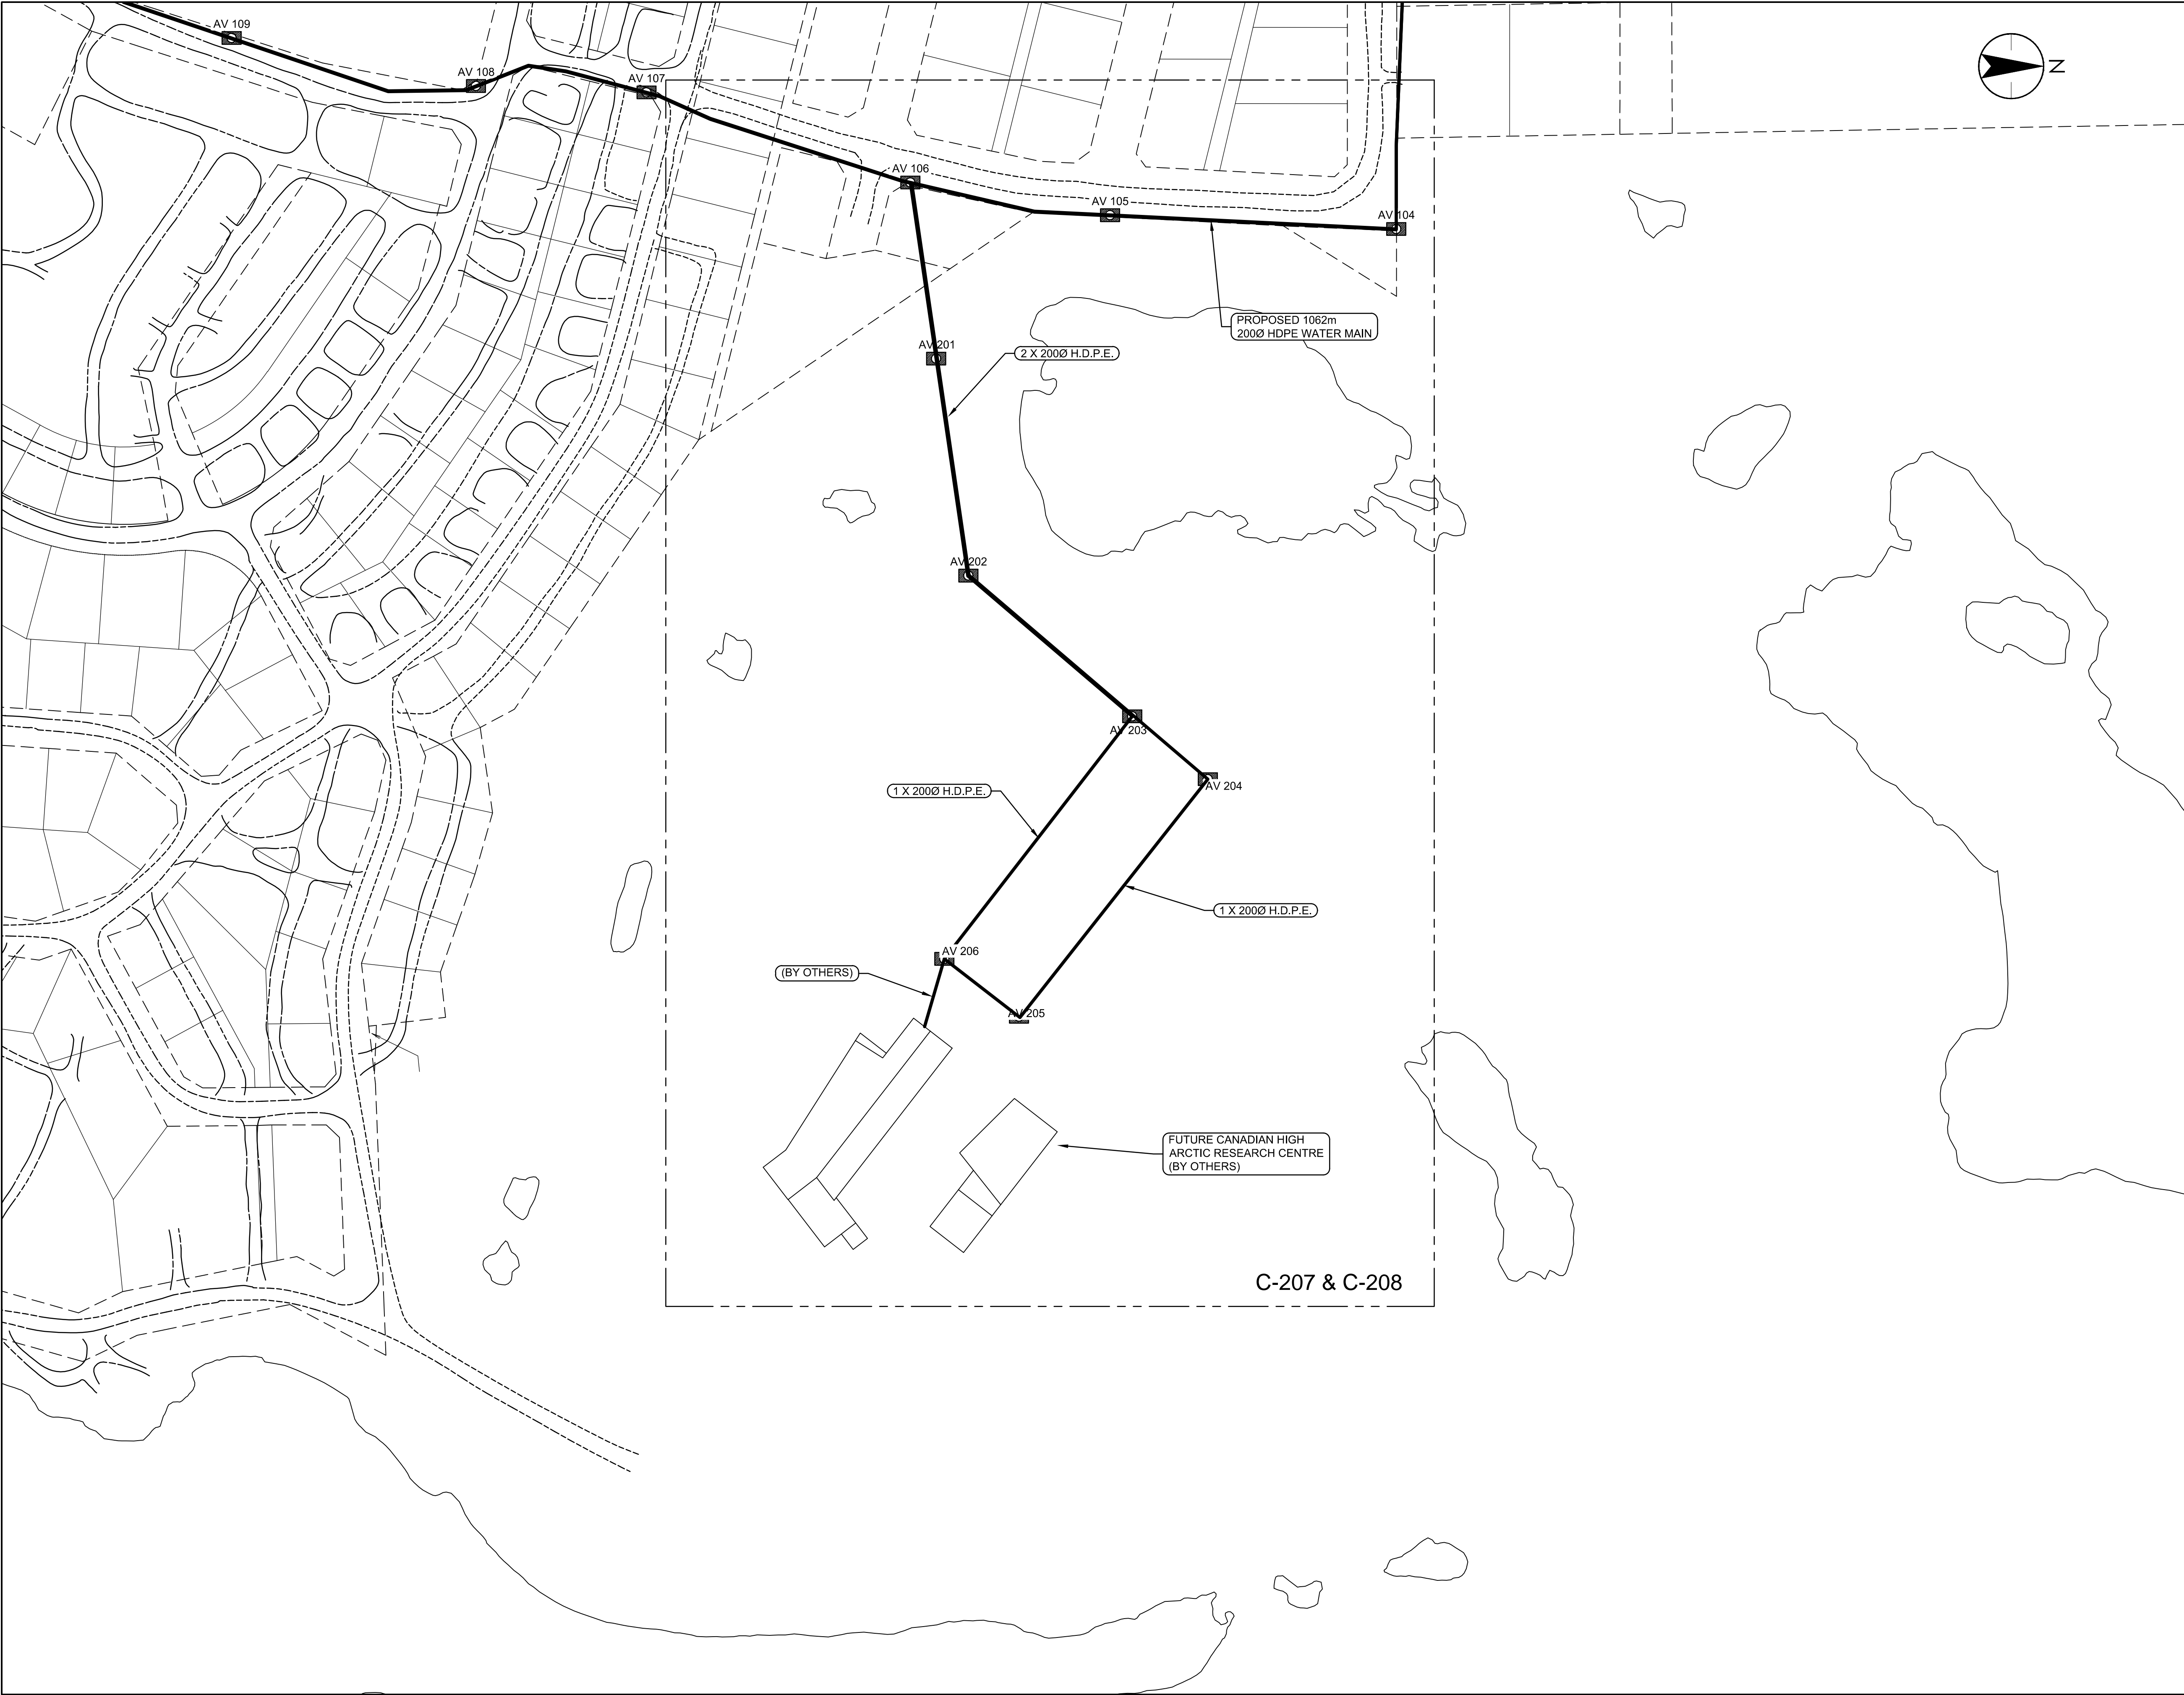 AV 109
AV 108
AV 107
N
AV 106
AV 105
AV 104
PROPOSED 1062m
200Ø HDPE WATER MAIN
AV 201
2 X 200Ø H.D.P.E.
AV 202
AV 203
AV 204
1 X 200Ø H.D.P.E.
1 X 200Ø H.D.P.E.
AV 206
(BY OTHERS)
AV 205
FUTURE CANADIAN HIGH
ARCTIC RESEARCH CENTRE
(BY OTHERS)
C-207 & C-208